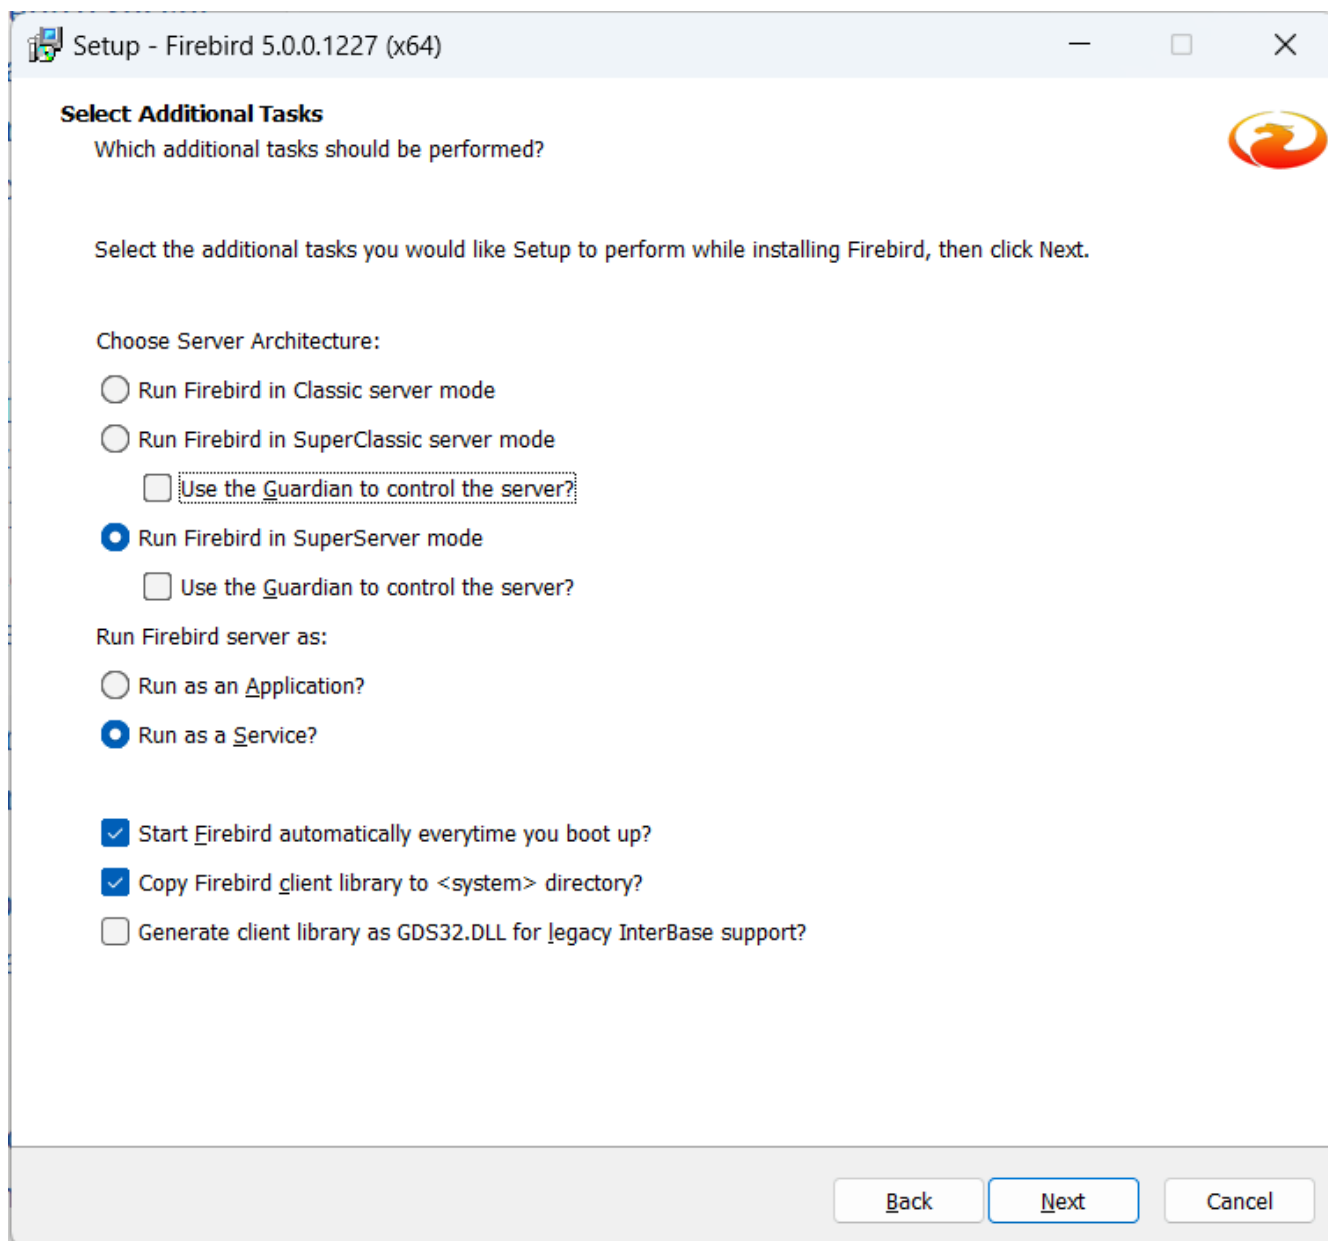 Setup - Firebird 5.0.0.1227 (x64)
Select Additional Tasks
Which additional tasks should be performed?
Select the additional tasks you would like Setup to perform while installing Firebird, then click Next.
Choose Server Architecture:
Run Firebird in Classic server mode
Run Firebird in SuperClassic server mode
Use the Guardian to control the server?
Run Firebird in SuperServer mode
Use the Guardian to control the server?
Run Firebird server as:
Run as an Application?
Run as a Service?
Start Firebird automatically everytime you boot up?
Copy Firebird client library to <system> directory?
Generate client library as GDS32.DLL for legacy InterBase support?
Back
Next
Cancel